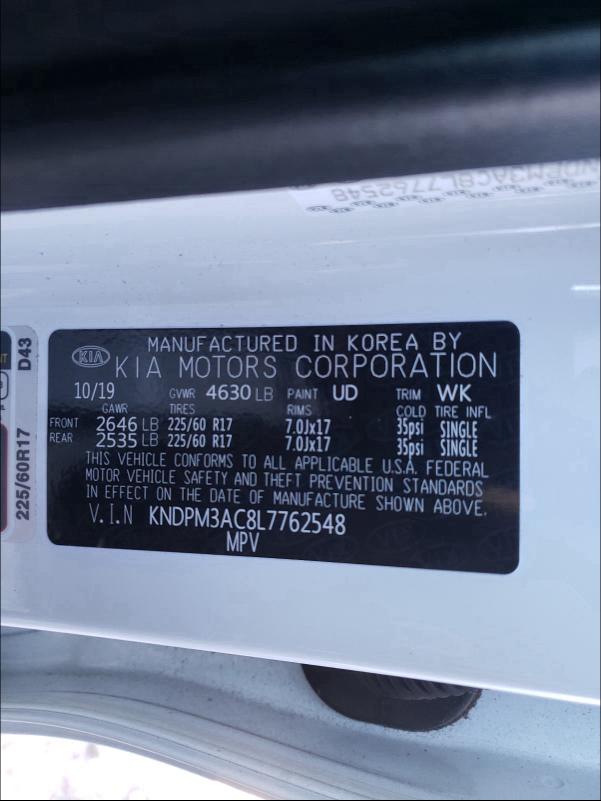 KNDPM3AC8L7762548
D43
225/60R17
KIA
MANUFACTURED IN KOREA BY
KIA MOTORS CORPORATION
10/19 GVWR 4630 LB PAINT UD TRIM WK
GAWR TIRES RIMS COLD TIRE INFL
FRONT 2646 LB 225/60 R17 7.0Jx17 35psi SINGLE
REAR 2535 LB 225/60 R17 7.0Jx17 35psi SINGLE
THIS VEHICLE CONFORMS TO ALL APPLICABLE U.S.A. FEDERAL
MOTOR VEHICLE SAFETY AND THEFT PREVENTION STANDARDS
IN EFFECT ON THE DATE OF MANUFACTURE SHOWN ABOVE.
V.I.N KNDPM3AC8L7762548
MPV